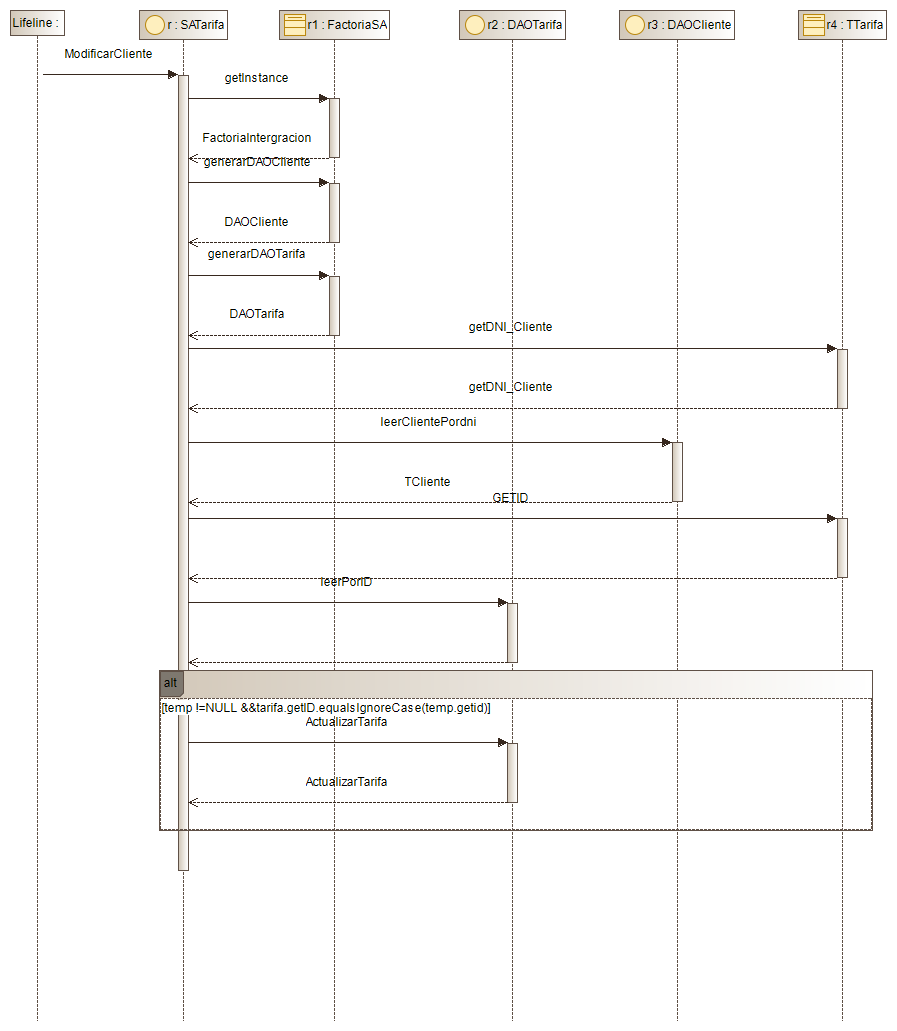 Lifeline :
r : SATarifa
r1 : FactoriaSA
r2 : DAOTarifa
r3 : DAOCliente
r4 : TTarifa
ModificarCliente
getInstance
FactoriaIntergracion
generarDAOCliente
DAOCliente
generarDAOTarifa
DAOTarifa
getDNI_Cliente
getDNI_Cliente
leerClientePordni
TCliente
GETID
leerPorID
alt
[temp !=NULL &&tarifa.getID.equalsIgnoreCase(temp.getid)]
ActualizarTarifa
ActualizarTarifa